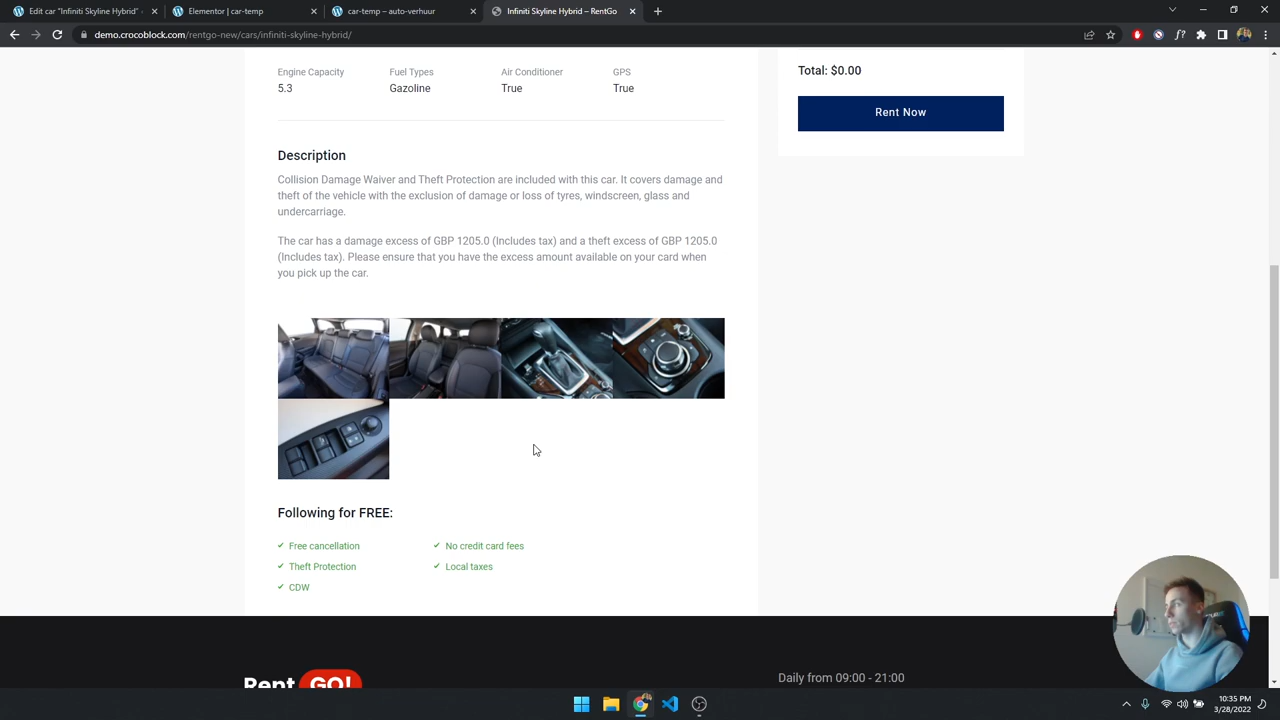 Edit car "Infiniti Skyline Hybrid"
Elementor | car-temp
car-auto-verhuur
Infiniti Skyline Hybrid - RentGo
demo.crocoblock.com/rentgo-new/cars/infiniti-skyline-hybrid/
Engine Capacity
Fuel Types
Air Conditioner
GPS
5.3
Gazoline
True
True
Total: $0.00
Rent Now
Description
Collision Damage Waiver and Theft Protection are included with this car. It covers damage and
theft of the vehicle with the exclusion of damage or loss of tyres, windscreen, glass and
undercarriage.
The car has a damage excess of GBP 1205.0 (Includes tax) and a theft excess of GBP 1205.0
(Includes tax). Please ensure that you have the excess amount available on your card when
you pick up the car.
Following for FREE:
Free cancellation
No credit card fees
Theft Protection
Local taxes
CDW
Rent GO!
Daily from 09:00 - 21:00
10:35 PM
3/28/2022